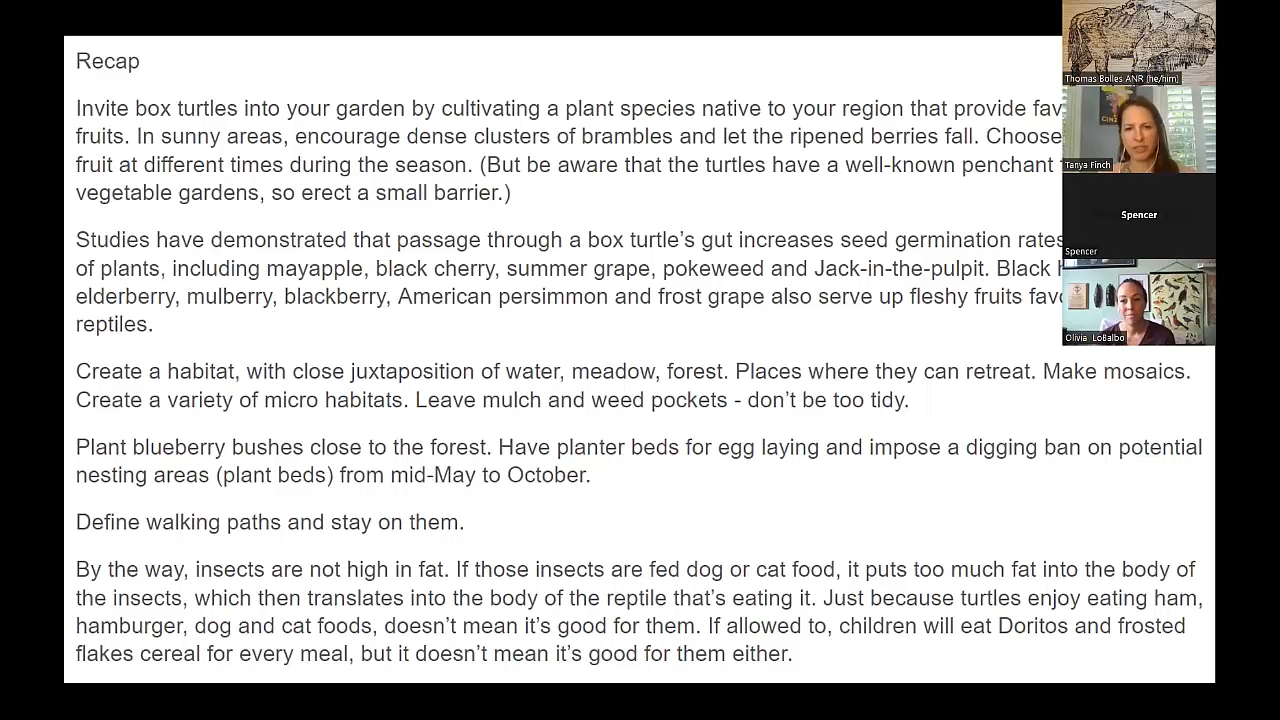 Recap
Invite box turtles into your garden by cultivating a plant species native to your region that provide
fruits. In sunny areas, encourage dense clusters of brambles and let the ripened berries fall. Choose
fruit at different times during the season. (But be aware that the turtles have a well-known penchant
vegetable gardens, so erect a small barrier.)
Studies have demonstrated that passage through a box turtle's gut increases seed germination rates
of plants, including mayapple, black cherry, summer grape, pokeweed and Jack-in-the-pulpit. Black
elderberry, mulberry, blackberry, American persimmon and frost grape also serve up fleshy fruits
reptiles.
Create a habitat, with close juxtaposition of water, meadow, forest. Places where they can retreat. Make mosaics.
Create a variety of micro habitats. Leave mulch and weed pockets - don't be too tidy.
Plant blueberry bushes close to the forest. Have planter beds for egg laying and impose a digging ban on potential
nesting areas (plant beds) from mid-May to October.
Define walking paths and stay on them.
By the way, insects are not high in fat. If those insects are fed dog or cat food, it puts too much fat into the body of
the insects, which then translates into the body of the reptile that's eating it. Just because turtles enjoy eating ham,
hamburger, dog and cat foods, doesn't mean it's good for them. If allowed to, children will eat Doritos and frosted
flakes cereal for every meal, but it doesn't mean it's good for them either.
Thomas Bolles ANR (he/him)
Tanya Finch
Spencer
Spencer
Olivia LoBalbo